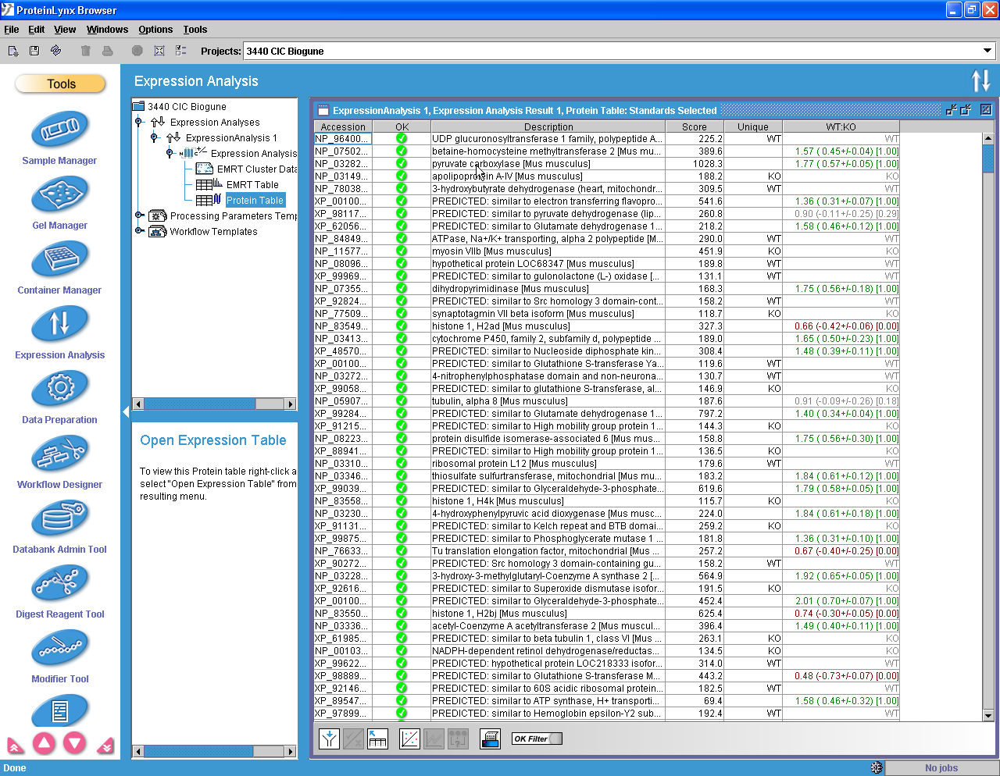 ProteinLynx Browser
File Edit View Windows Options Tools
Projects: 3440 CIC Biogune
Tools
Sample Manager
Gel Manager
Container Manager
Expression Analysis
Data Preparation
Workflow Designer
Databank Admin Tool
Digest Reagent Tool
Modifier Tool
Expression Analysis
3440 CIC Biogune
Expression Analyses
ExpressionAnalysis 1
Expression Analysis
EMRT Cluster Data
EMRT Table
Protein Table
Processing Parameters Temp
Workflow Templates
Open Expression Table
To view this Protein table right-click a
select "Open Expression Table" from
resulting menu.
ExpressionAnalysis 1, Expression Analysis Result 1, Protein Table: Standards Selected
Accession OK Description Score Unique WT:KO
NP_96400... UDP glucuronosyltransferase 1 family, polypeptide A... 225.2 WT WT
NP_07502... betaine-homocysteine methyltransferase 2 [Mus mu... 389.6 1.57 ( 0.45+/-0.04) [1.00]
NP_03282... pyruvate carboxylase [Mus musculus] 1028.3 1.77 ( 0.57+/-0.05) [1.00]
NP_03149... apolipoprotein A-IV [Mus musculus] 188.2 KO KO
NP_78038... 3-hydroxybutyrate dehydrogenase (heart, mitochondr... 309.5 WT WT
XP_00100... PREDICTED: similar to electron transferring flavopro... 541.6 1.36 ( 0.31+/-0.07) [1.00]
XP_98117... PREDICTED: similar to pyruvate dehydrogenase (lip... 260.8 0.90 (-0.11+/-0.25) [0.29]
XP_62056... PREDICTED: similar to Glutamate dehydrogenase 1... 218.2 1.58 ( 0.46+/-0.12) [1.00]
NP_84849... ATPase, Na+/K+ transporting, alpha 2 polypeptide [M... 290.0 WT WT
NP_11577... myosin VIIb [Mus musculus] 451.9 KO KO
NP_08096... hypothetical protein LOC68347 [Mus musculus] 189.8 WT WT
XP_99969... PREDICTED: similar to gulonolactone (L-) oxidase [... 131.1 WT WT
NP_07355... dihydropyrimidinase [Mus musculus] 168.3 1.75 ( 0.56+/-0.18) [1.00]
XP_92824... PREDICTED: similar to Src homology 3 domain-cont... 158.2 WT WT
NP_77509... synaptotagmin VII beta isoform [Mus musculus] 118.7 KO KO
NP_83549... histone 1, H2ad [Mus musculus] 327.3 0.66 (-0.42+/-0.06) [0.00]
NP_03413... cytochrome P450, family 2, subfamily d, polypeptide ... 189.0 1.65 ( 0.50+/-0.23) [1.00]
XP_48570... PREDICTED: similar to Nucleoside diphosphate kin... 308.4 1.48 ( 0.39+/-0.11) [1.00]
XP_00100... PREDICTED: similar to Glutathione S-transferase Ya... 119.6 WT WT
NP_03272... 4-nitrophenylphosphatase domain and non-neurona... 130.7 WT WT
XP_99058... PREDICTED: similar to glutathione S-transferase, al... 146.9 KO KO
NP_05907... tubulin, alpha 8 [Mus musculus] 187.6 0.91 (-0.09+/-0.26) [0.18]
XP_99284... PREDICTED: similar to Glutamate dehydrogenase 1... 797.2 1.40 ( 0.34+/-0.04) [1.00]
XP_91215... PREDICTED: similar to High mobility group protein 1... 144.3 KO KO
NP_08223... protein disulfide isomerase-associated 6 [Mus mus... 158.8 1.75 ( 0.56+/-0.30) [1.00]
XP_88941... PREDICTED: similar to High mobility group protein 1... 136.5 KO KO
NP_03310... ribosomal protein L12 [Mus musculus] 179.6 WT WT
NP_03346... thiosulfate sulfurtransferase, mitochondrial [Mus mu... 183.2 1.84 ( 0.61+/-0.12) [1.00]
XP_99039... PREDICTED: similar to Glyceraldehyde-3-phosphate... 619.6 1.79 ( 0.58+/-0.05) [1.00]
NP_83558... histone 1, H4k [Mus musculus] 115.7 KO KO
NP_03230... 4-hydroxyphenylpyruvic acid dioxygenase [Mus musc... 224.0 1.84 ( 0.61+/-0.18) [1.00]
XP_91131... PREDICTED: similar to Kelch repeat and BTB domai... 259.2 KO KO
XP_99875... PREDICTED: similar to Phosphoglycerate mutase 1 ... 181.8 1.36 ( 0.31+/-0.10) [1.00]
NP_76633... Tu translation elongation factor, mitochondrial [Mus ... 257.2 0.67 (-0.40+/-0.25) [0.00]
XP_90272... PREDICTED: Src homology 3 domain-containing gu... 158.2 WT WT
NP_03228... 3-hydroxy-3-methylglutaryl-Coenzyme A synthase 2 [... 564.9 1.92 ( 0.65+/-0.05) [1.00]
XP_92616... PREDICTED: similar to Superoxide dismutase isofor... 191.5 KO KO
XP_00100... PREDICTED: similar to Glyceraldehyde-3-phosphate... 452.4 2.01 ( 0.70+/-0.07) [1.00]
NP_83550... histone 1, H2bj [Mus musculus] 625.4 0.74 (-0.30+/-0.05) [0.00]
NP_03336... acetyl-Coenzyme A acetyltransferase 2 [Mus muscul... 396.4 1.49 ( 0.40+/-0.11) [1.00]
XP_61985... PREDICTED: similar to beta tubulin 1, class VI [Mus ... 263.1 KO KO
NP_00103... NADPH-dependent retinol dehydrogenase/reductas... 134.5 KO KO
XP_99622... PREDICTED: hypothetical protein LOC218333 isofor... 314.0 WT WT
XP_98889... PREDICTED: similar to Glutathione S-transferase M... 443.2 0.48 (-0.73+/-0.07) [0.00]
XP_92146... PREDICTED: similar to 60S acidic ribosomal protein... 182.5 WT WT
XP_89547... PREDICTED: similar to ATP synthase, H+ transporti... 69.4 1.58 ( 0.46+/-0.32) [1.00]
XP_97899... PREDICTED: similar to Hemoglobin epsilon-Y2 sub... 192.4 WT WT
OK Filter
Done
No jobs